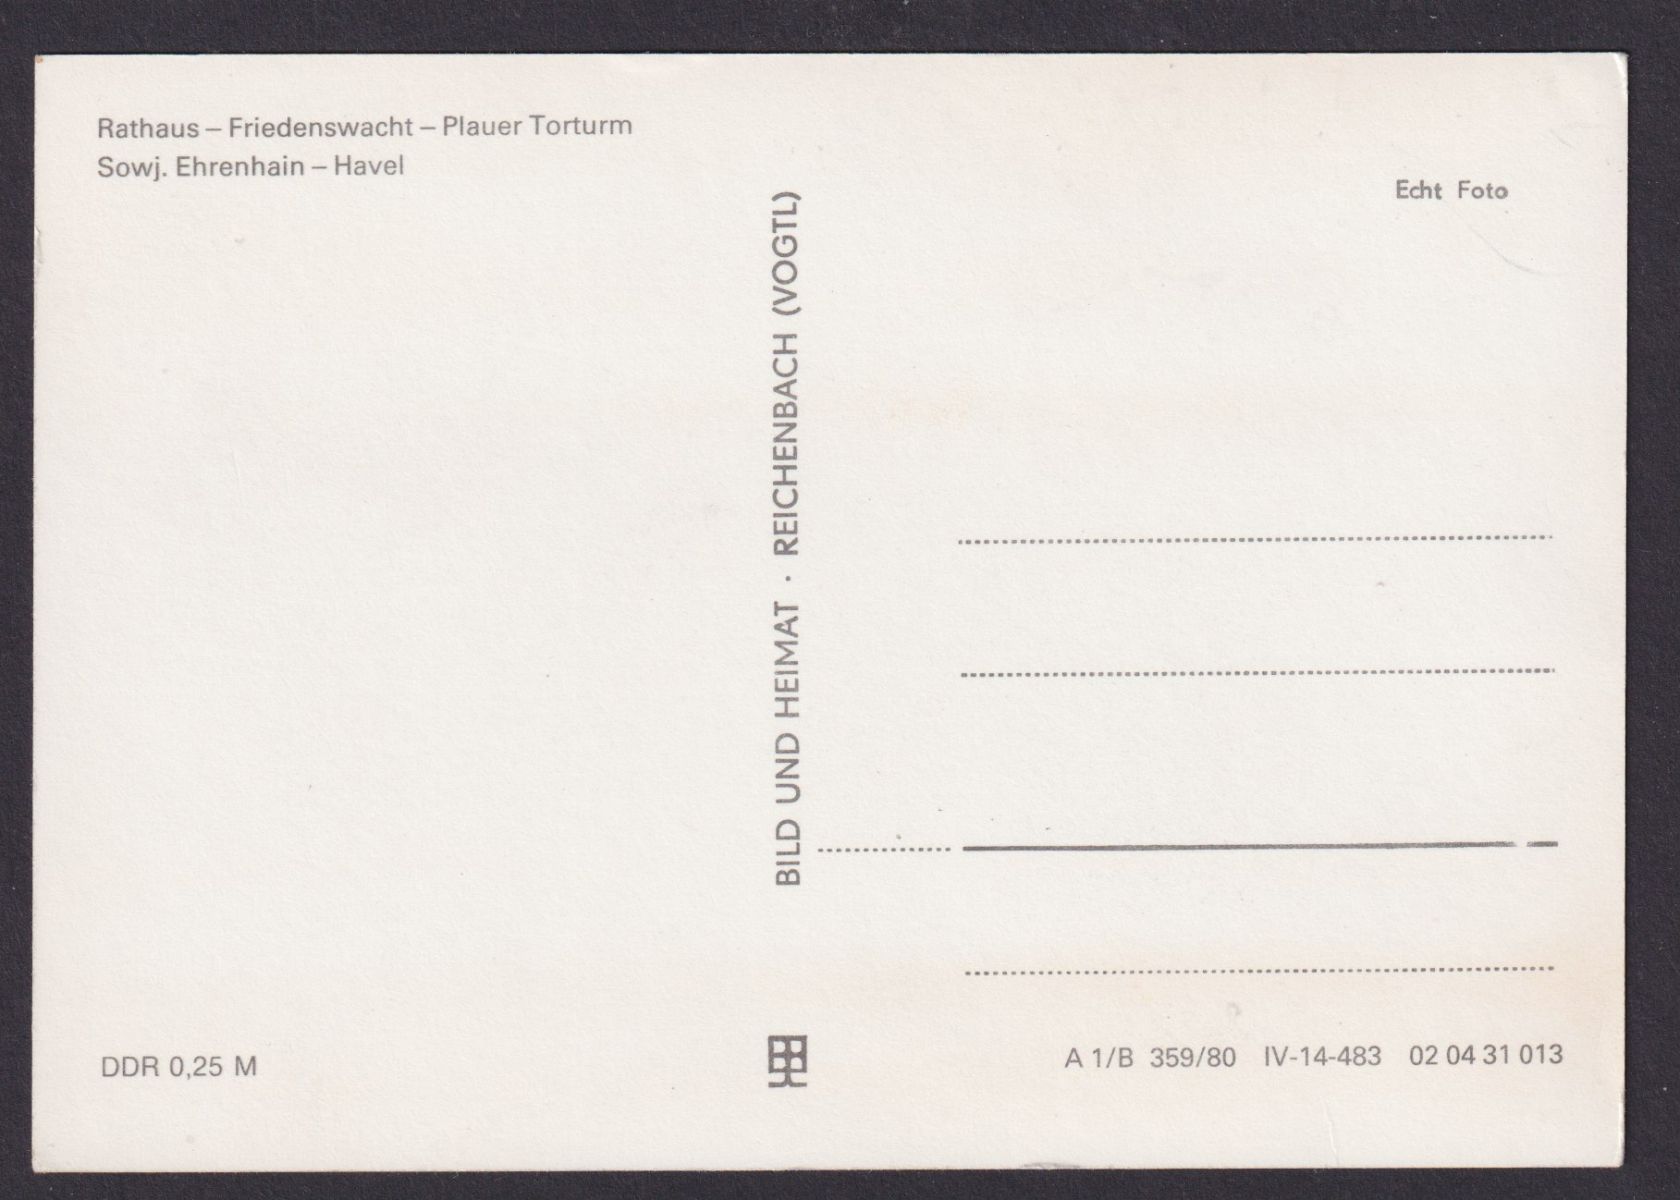 Rathaus – Friedenswacht – Plauer Torturm
Sowj. Ehrenhain – Havel
Echt Foto
BILD UND HEIMAT · REICHENBACH (VOGTL)
DDR 0,25 M
A 1/B 359/80 IV-14-483 02 04 31 013